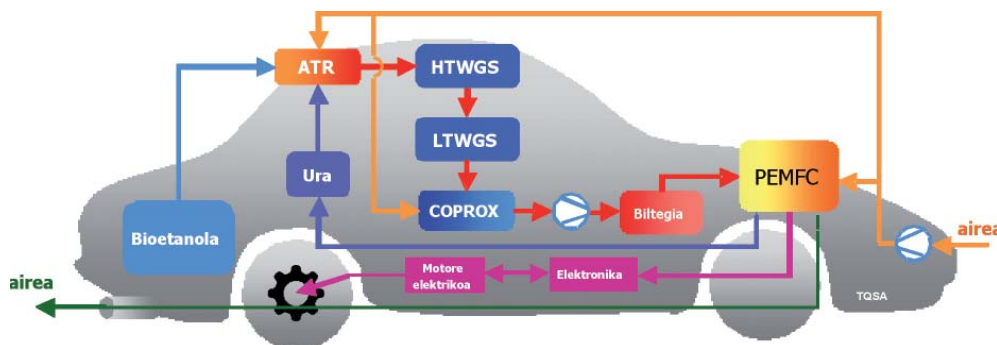 ATR
HTWGS
LTWGS
Ura
PEMFC
COPROX
Biltegia
Bioetanola
airea
Motore
elektrikoa
Elektronika
airea
TQSA